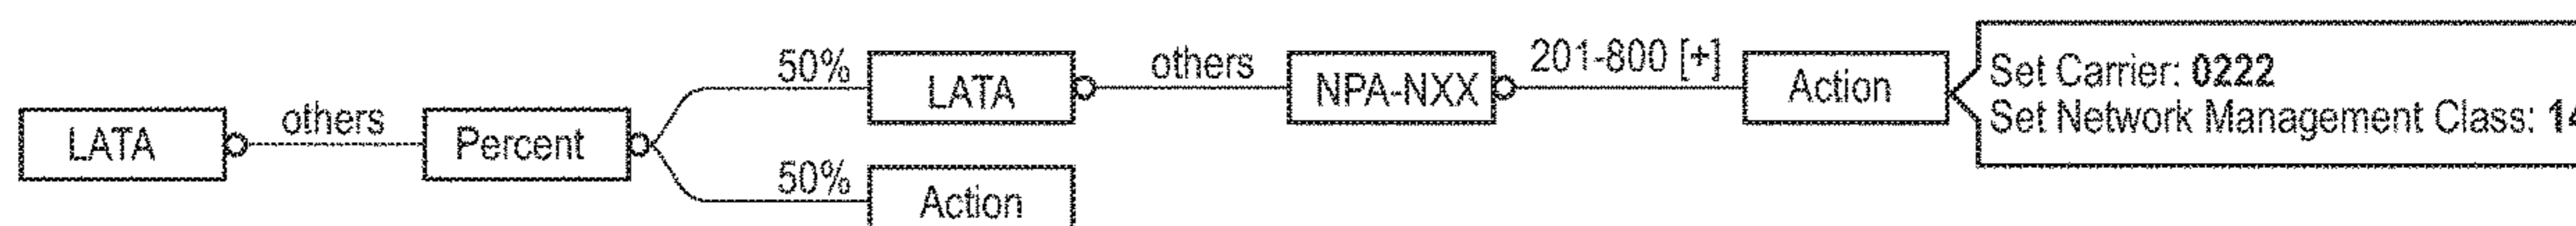 LATA
others
Percent
50%
LATA
others
NPA-NXX
201-800 [+]
Action
Set Carrier: 0222
Set Network Management Class:
50%
Action